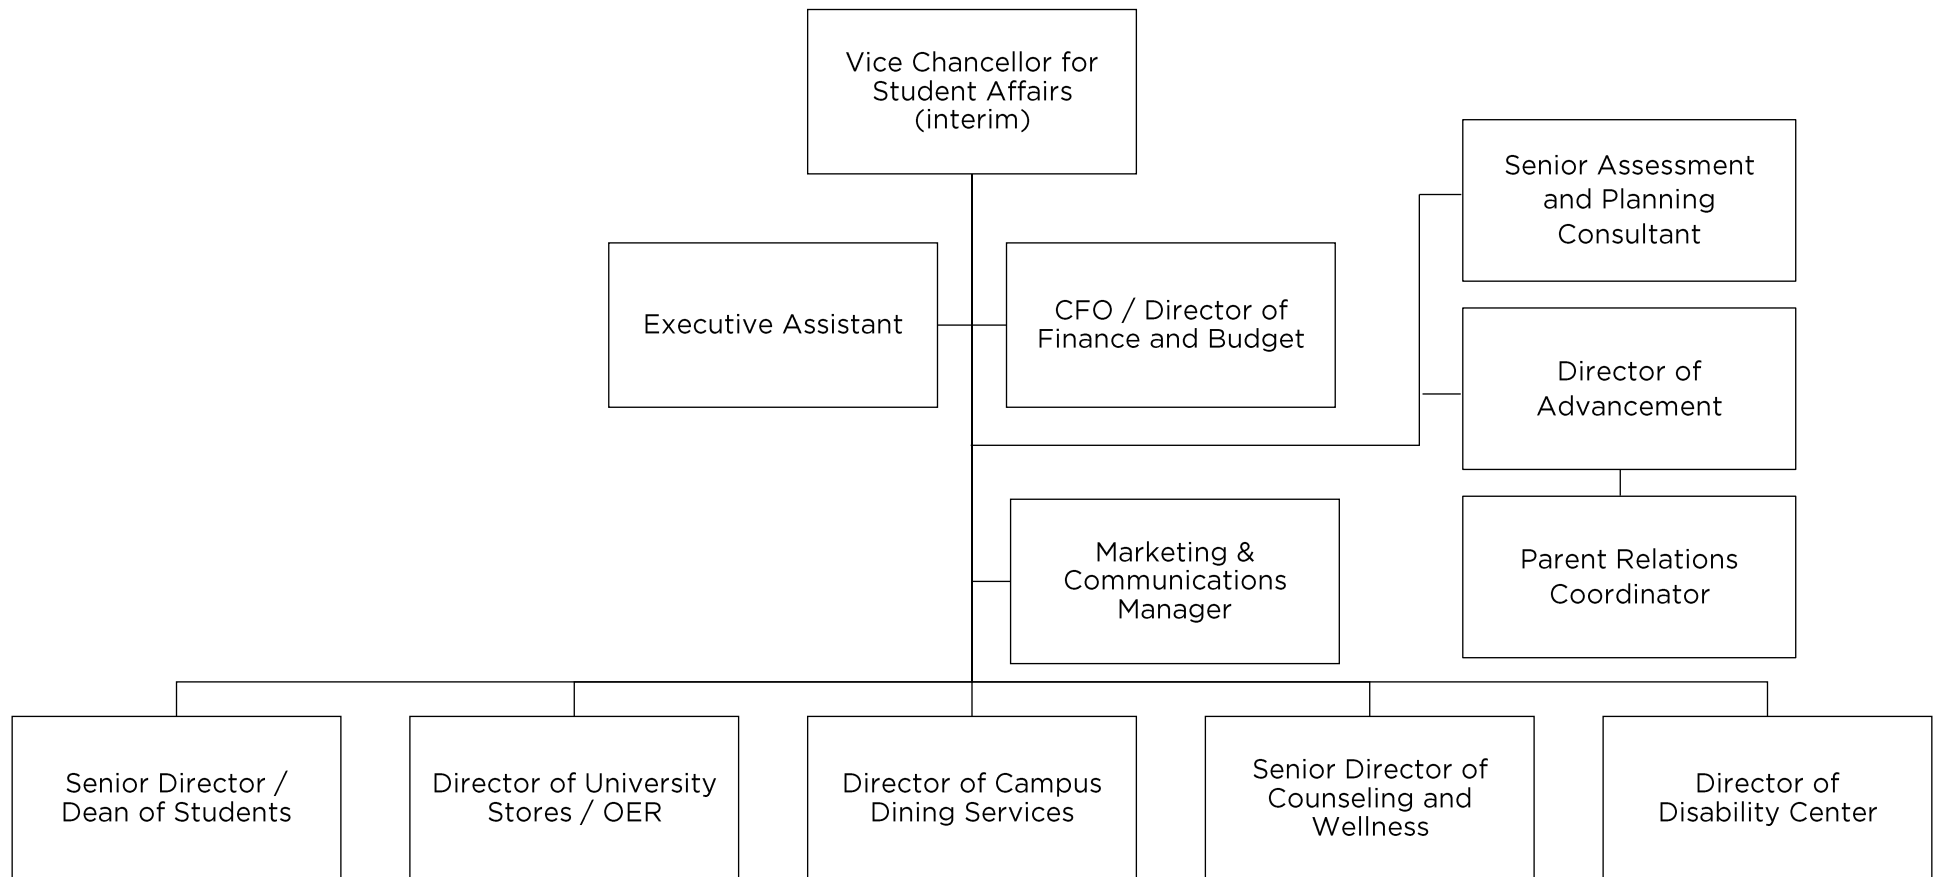 Vice Chancellor for
Student Affairs
(interim)
Senior Assessment
and Planning
Consultant
Executive Assistant
CFO / Director of
Finance and Budget
Director of
Advancement
Marketing &
Communications
Manager
Parent Relations
Coordinator
Senior Director /
Dean of Students
Director of University
Stores / OER
Director of Campus
Dining Services
Senior Director of
Counseling and
Wellness
Director of
Disability Center